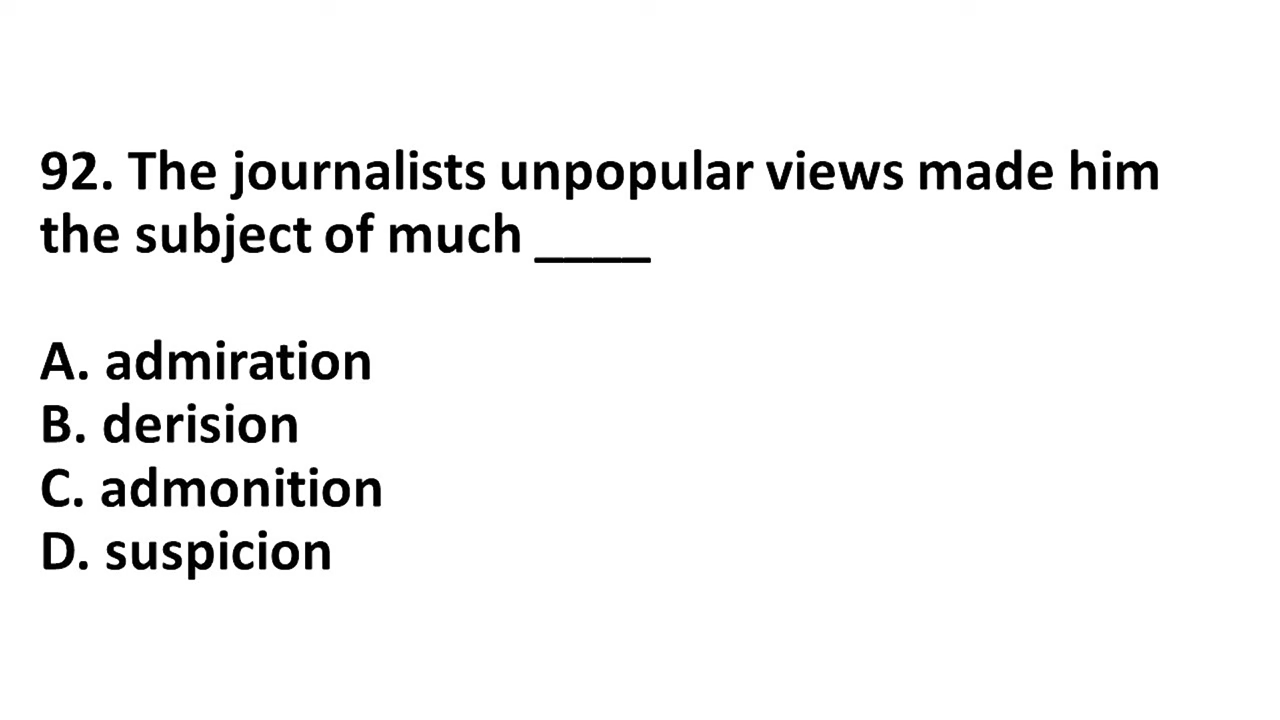 92. The journalists unpopular views made him
the subject of much ____
A. admiration
B. derision
C. admonition
D. suspicion